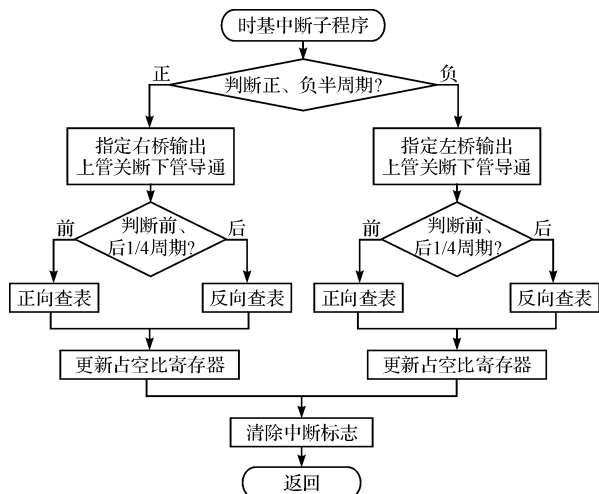 时基中断子程序
正
判断正、负半周期?
负
指定右桥输出
上管关断下管导通
指定左桥输出
上管关断下管导通
前
判断前、
后1/4周期?
后
前
判断前、
后1/4周期?
后
正向查表
反向查表
正向查表
反向查表
更新占空比寄存器
更新占空比寄存器
清除中断标志
返回